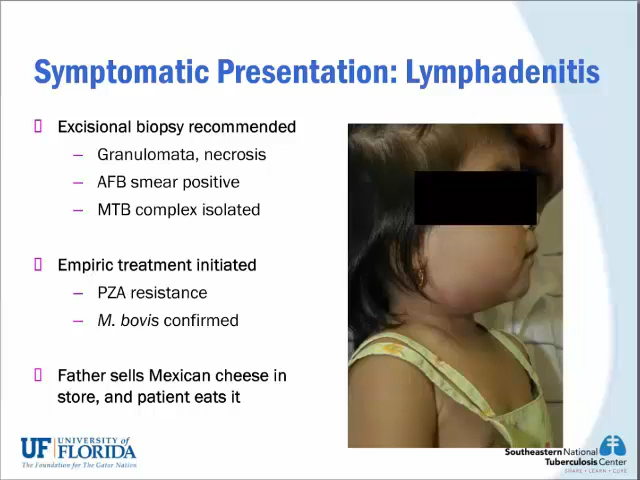 Symptomatic Presentation: Lymphadenitis
Excisional biopsy recommended
– Granulomata, necrosis
– AFB smear positive
– MTB complex isolated
Empiric treatment initiated
– PZA resistance
– M. bovis confirmed
Father sells Mexican cheese in
store, and patient eats it
UF UNIVERSITY of
FLORIDA
The Foundation for The Gator Nation
Southeastern National
Tuberculosis Center
SHARE • LEARN • CURE